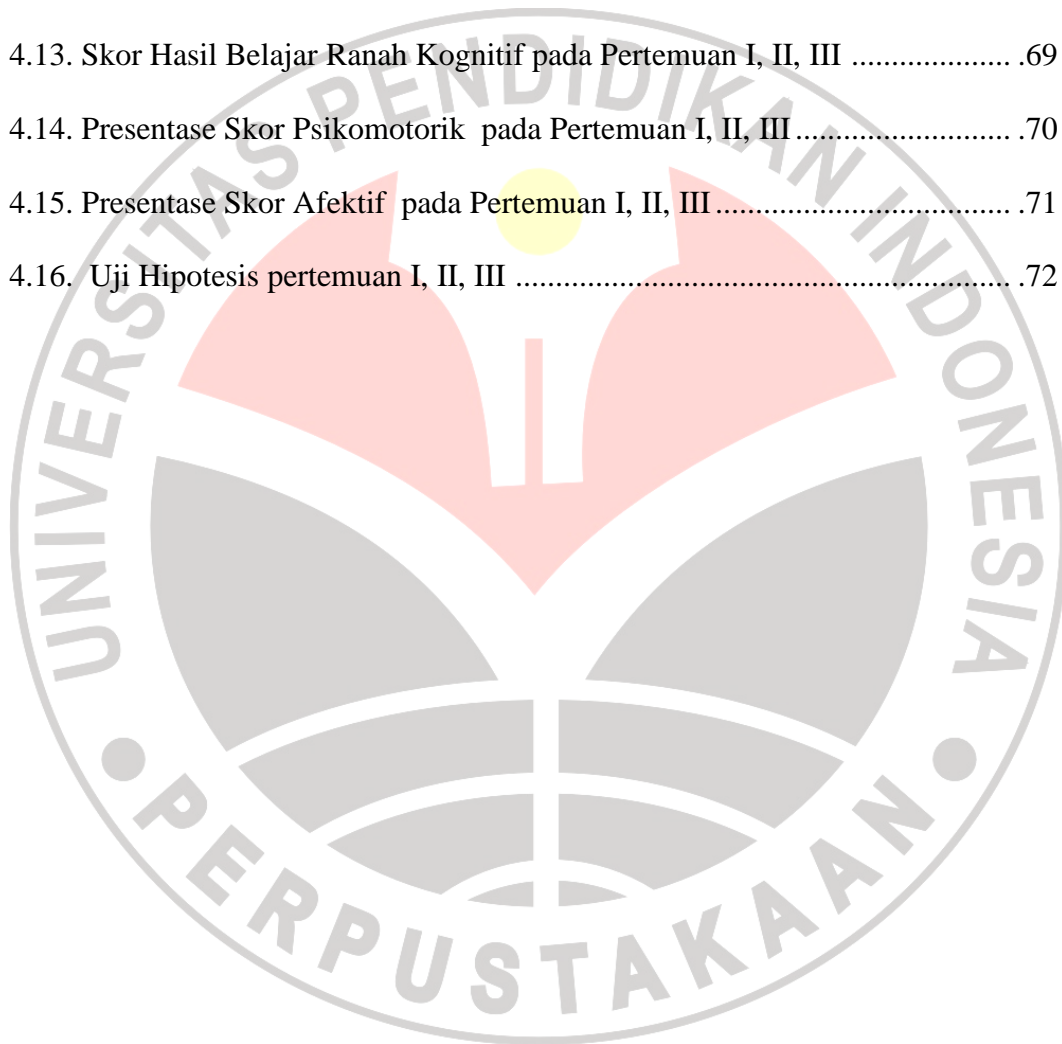 4.13. Skor Hasil Belajar Ranah Kognitif pada Pertemuan I, II, III ................... .69
4.14. Presentase Skor Psikomotorik  pada Pertemuan I, II, III ......................... .70
4.15. Presentase Skor Afektif  pada Pertemuan I, II, III .................................. .71
4.16.  Uji Hipotesis pertemuan I, II, III .......................................................... .72
UNIVERSITAS PENDIDIKAN INDONESIA
PERPUSTAKAAN